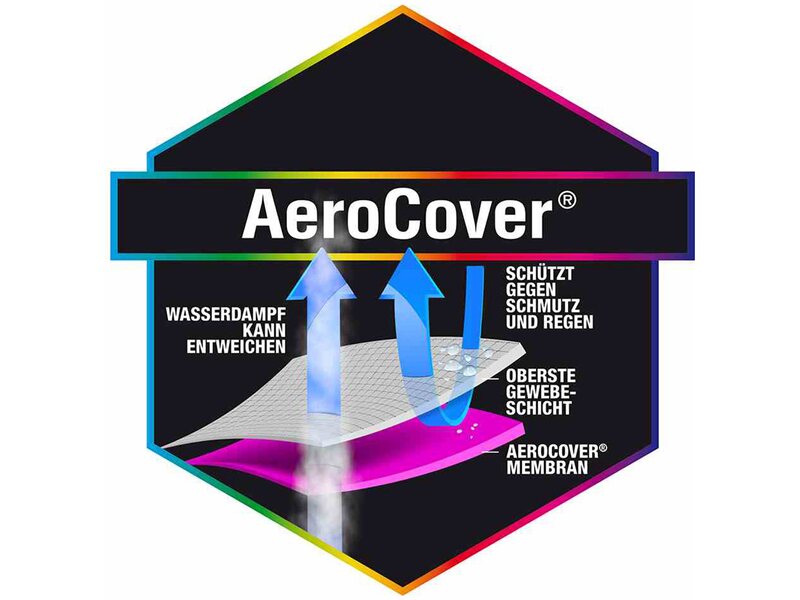 AeroCover®
WASSERDAMPF
KANN
ENTWEICHEN
SCHÜTZT
GEGEN
SCHMUTZ
UND REGEN
OBERSTE
GEWEBE-
SCHICHT
AEROCOVER®
MEMBRAN